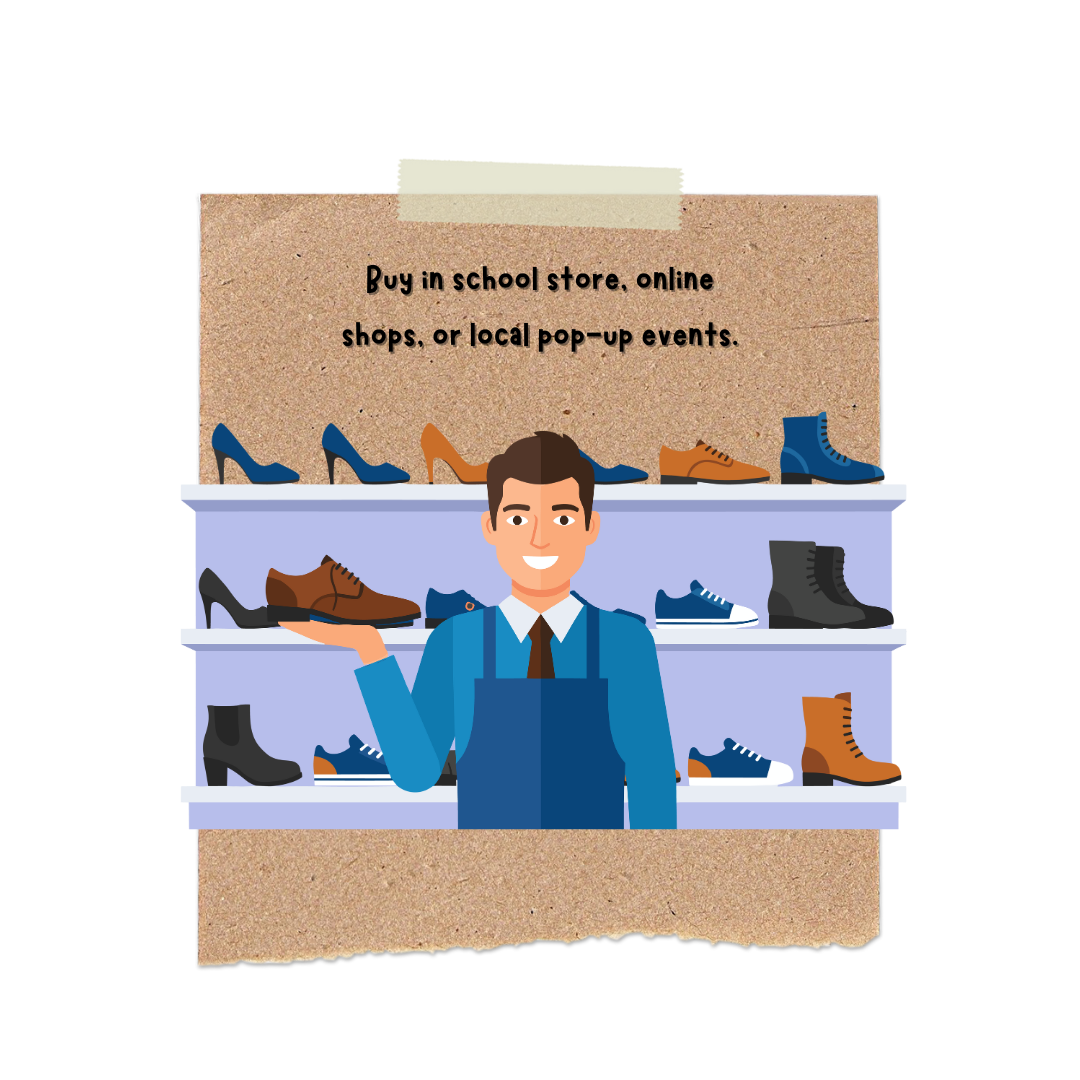 Buy in school store, online
shops, or local pop-up events.